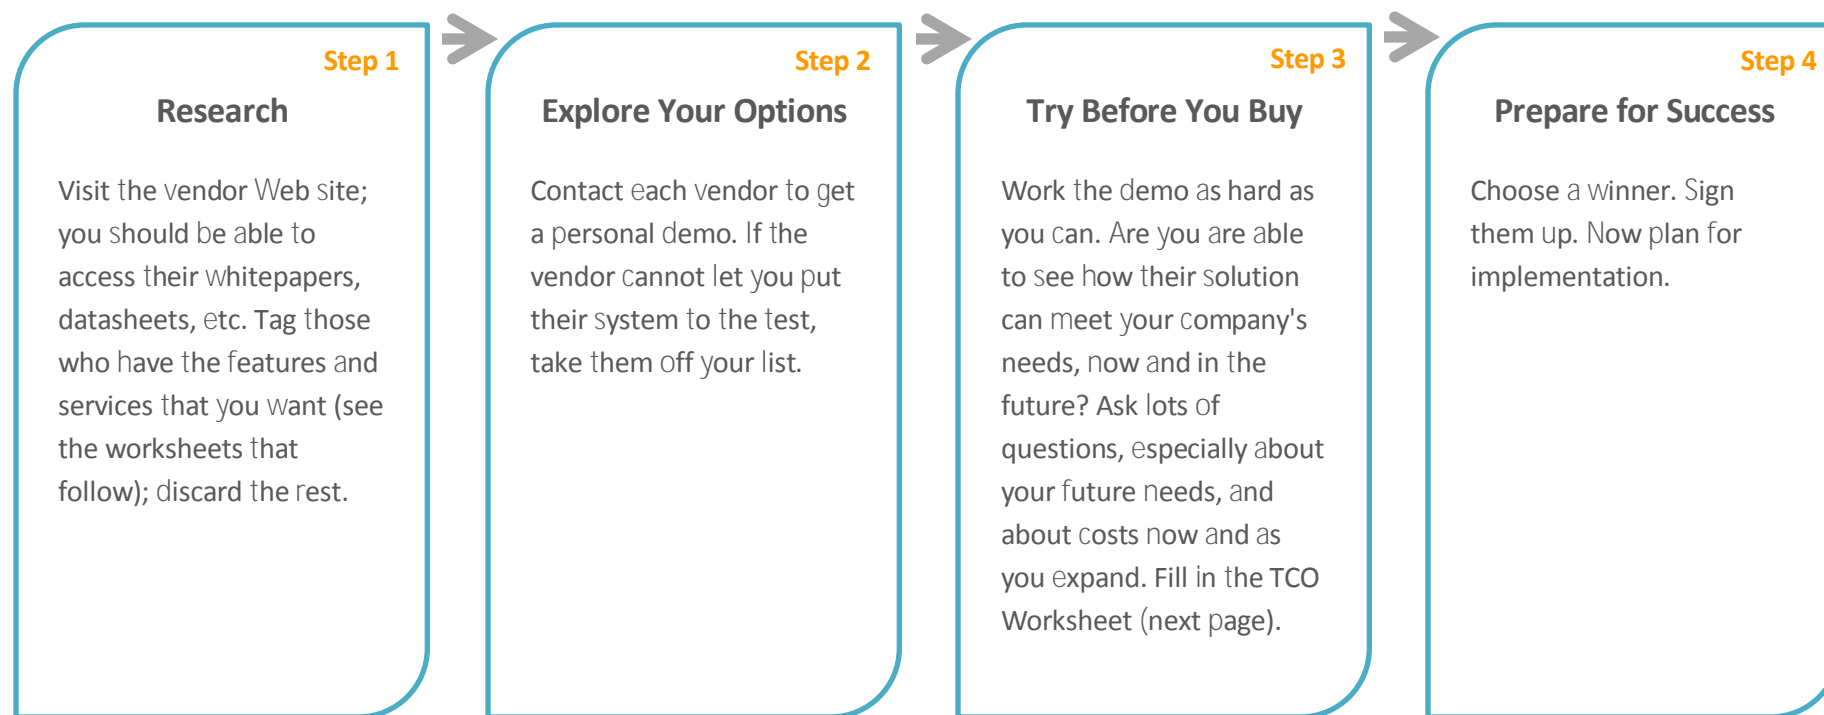 Step 1
Research
Visit the vendor Web site;
you should be able to
access their whitepapers,
datasheets, etc. Tag those
who have the features and
services that you want (see
the worksheets that
follow); discard the rest.
Step 2
Explore Your Options
Contact each vendor to get
a personal demo. If the
vendor cannot let you put
their system to the test,
take them off your list.
Step 3
Try Before You Buy
Work the demo as hard as
you can. Are you are able
to see how their solution
can meet your company's
needs, now and in the
future? Ask lots of
questions, especially about
your future needs, and
about costs now and as
you expand. Fill in the TCO
Worksheet (next page).
Step 4
Prepare for Success
Choose a winner. Sign
them up. Now plan for
implementation.